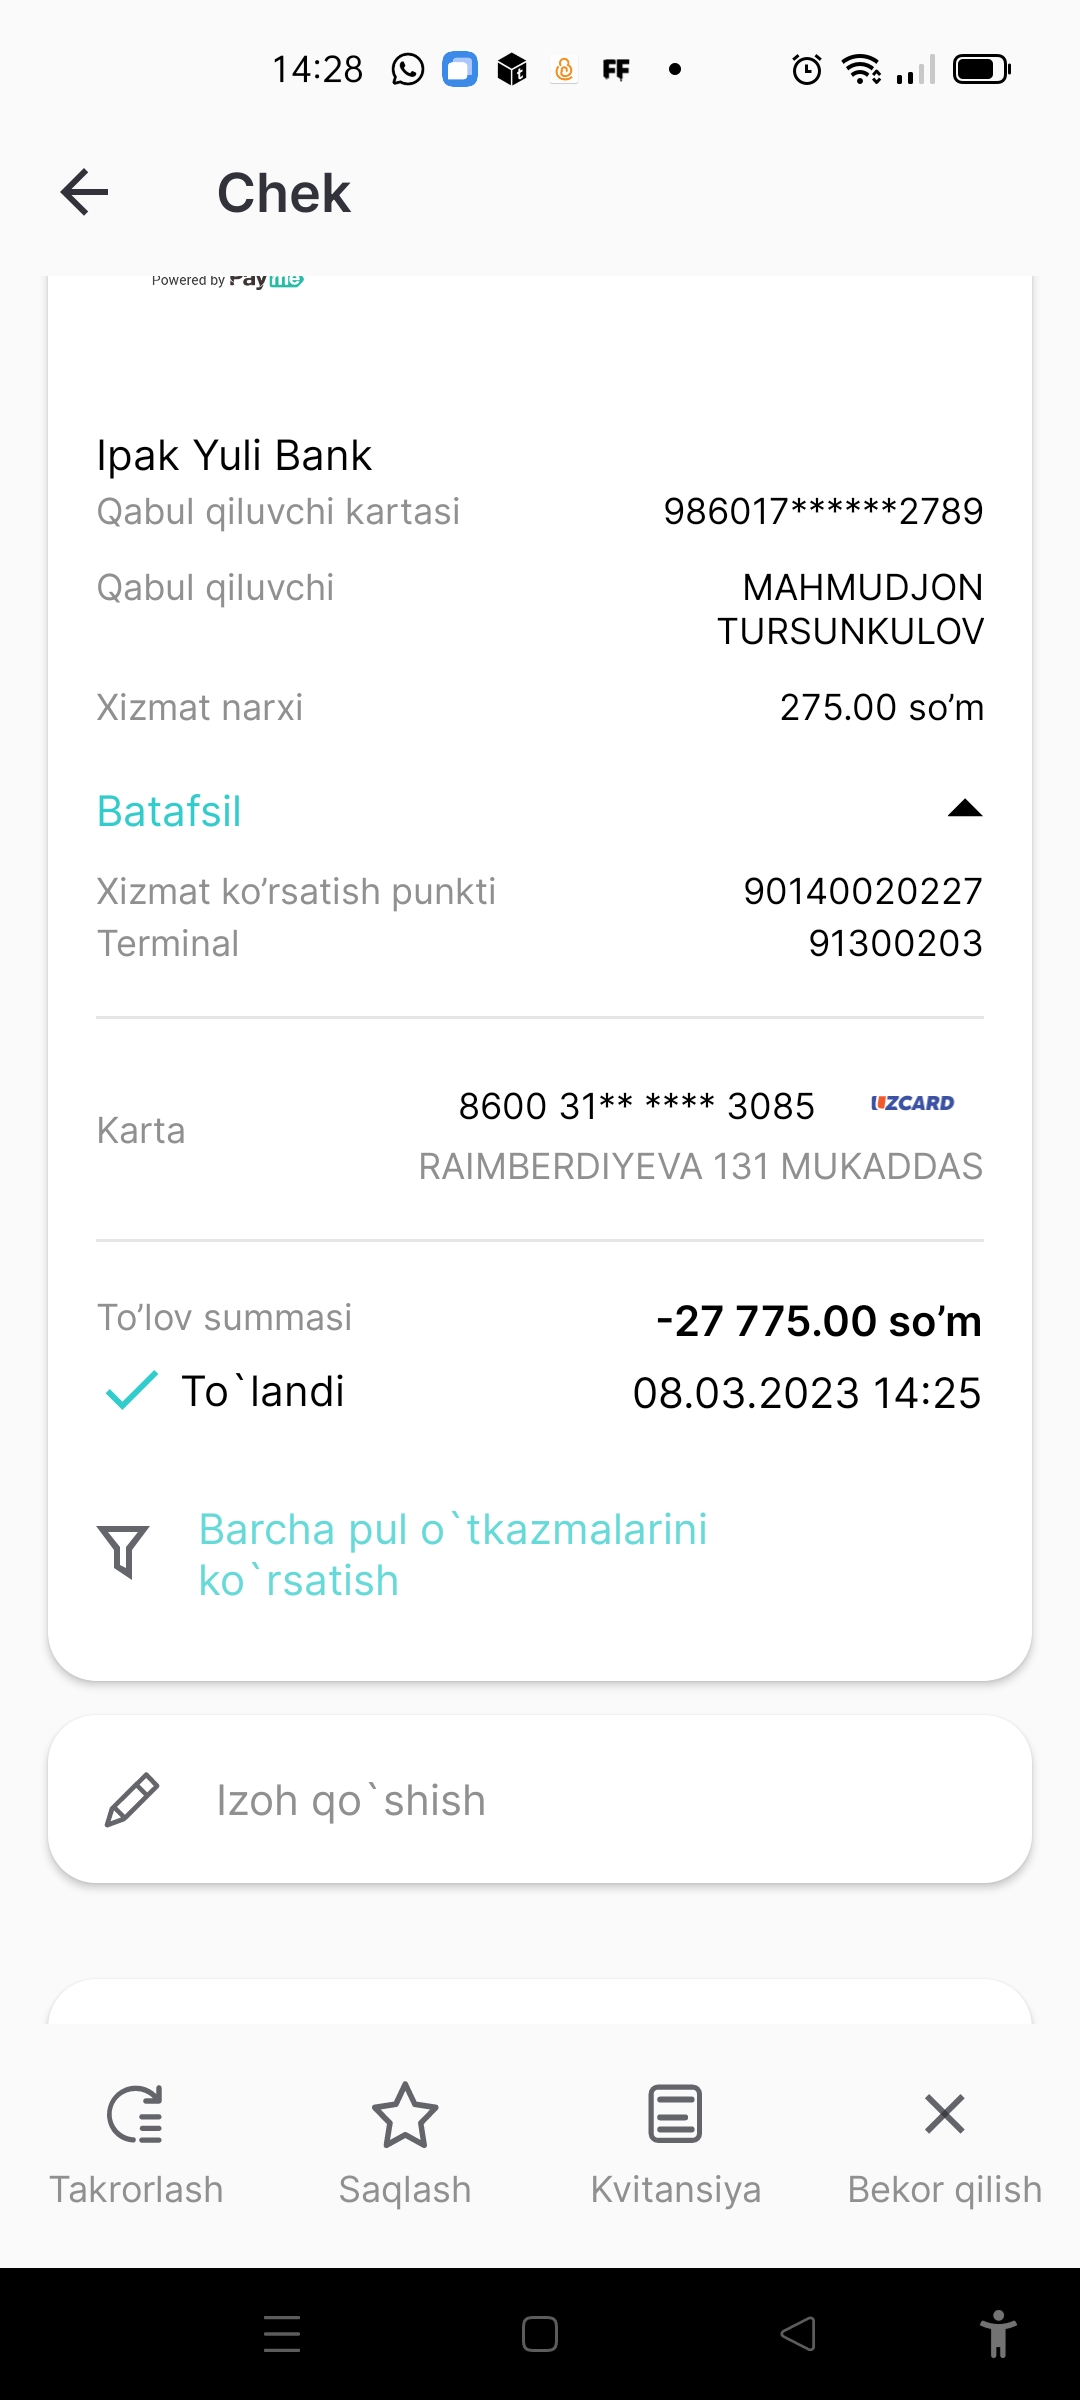 14:28
Chek
Powered by Payme
Ipak Yuli Bank
Qabul qiluvchi kartasi 986017******2789
Qabul qiluvchi MAHMUDJON
TURSUNKULOV
Xizmat narxi 275.00 so’m
Batafsil
Xizmat ko’rsatish punkti 90140020227
Terminal 91300203
8600 31** **** 3085 UZCARD
Karta
RAIMBERDIYEVA 131 MUKADDAS
To’lov summasi -27 775.00 so’m
To`landi 08.03.2023 14:25
Barcha pul o`tkazmalarini
ko`rsatish
Izoh qo`shish
Takrorlash Saqlash Kvitansiya Bekor qilish